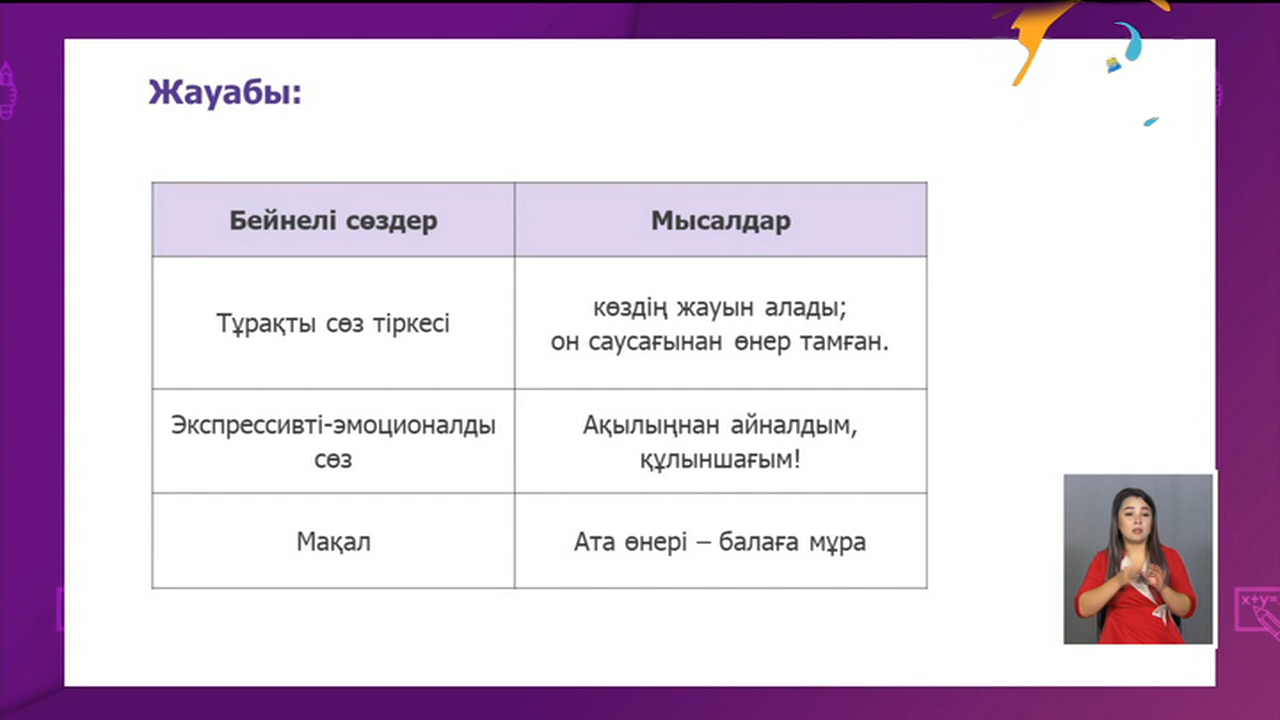 Жауабы:
Бейнелі сөздер
Мысалдар
Тұрақты сөз тіркесі
көздің жауын алады;
он саусағынан өнер тамған.
Экспрессивті-эмоционалды
сөз
Ақылыңнан айналдым,
құлыншағым!
Мақал
Ата өнері – балаға мұра
x+y=